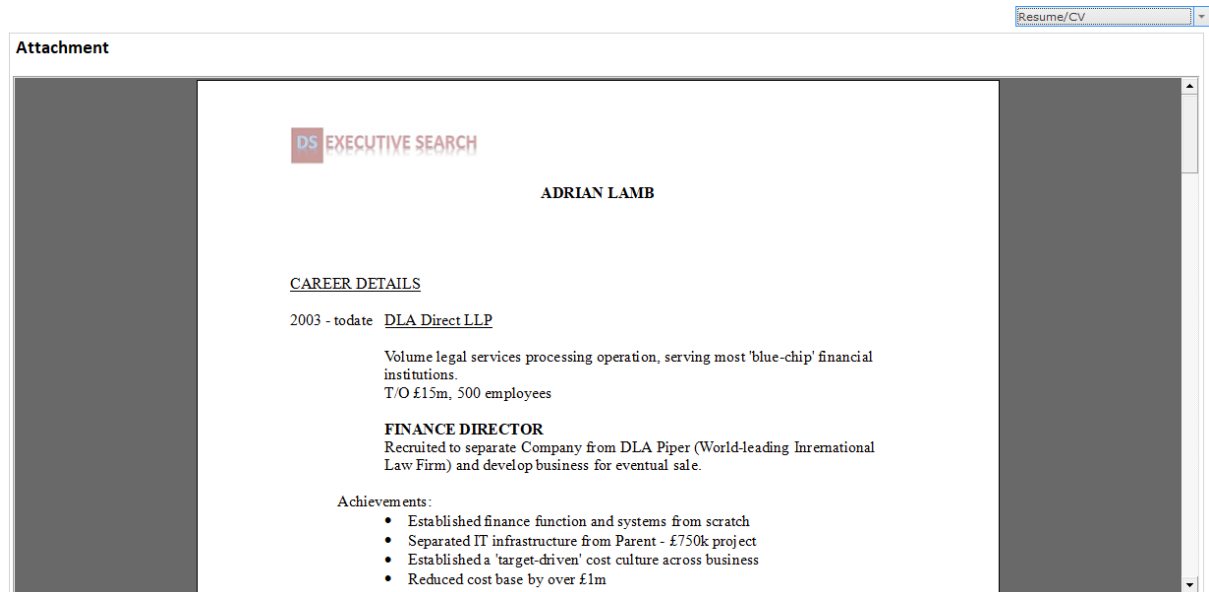 Resume/CV
Attachment
DS EXECUTIVE SEARCH
ADRIAN LAMB
CAREER DETAILS
2003 - todate DLA Direct LLP
Volume legal services processing operation, serving most 'blue-chip' financial
institutions.
T/O £15m, 500 employees
FINANCE DIRECTOR
Recruited to separate Company from DLA Piper (World-leading Inremational
Law Firm) and develop business for eventual sale.
Achievements:
• Established finance function and systems from scratch
• Separated IT infrastructure from Parent - £750k project
• Established a 'target-driven' cost culture across business
• Reduced cost base by over £1m